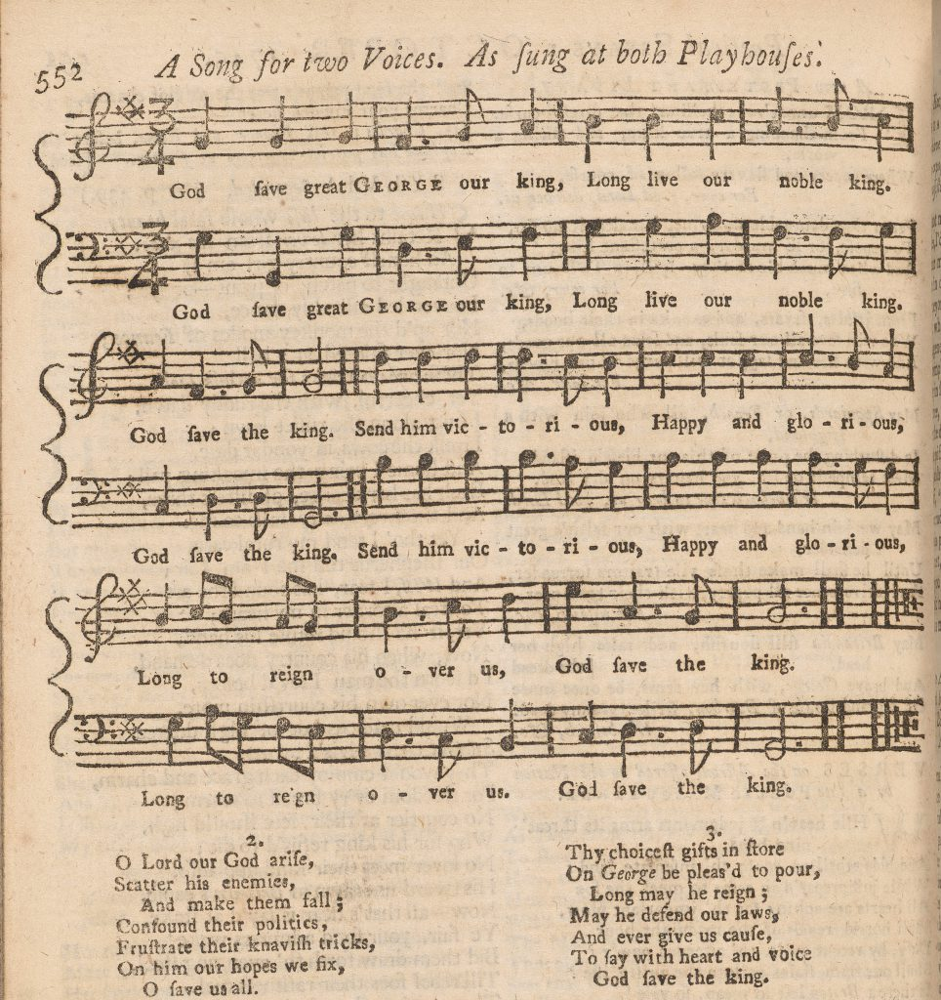 552
A Song for two Voices. As ſung at both Playhouſes.
God ſave great GEORGE our king, Long live our noble king.
God ſave great GEORGE our king, Long live our noble king.
God ſave the king. Send him vic - to - ri - ous, Happy and glo - ri - ous,
God ſave the king. Send him vic - to - ri - ous, Happy and glo - ri - ous,
Long to reign o - ver us, God ſave the king.
Long to re'gn o - ver us. God ſave the king.
2.
O Lord our God ariſe,
Scatter his enemies,
And make them fall;
Confound their politics,
Fruſtrate their knaviſh tricks,
On him our hopes we fix,
O ſave us all.
3.
Thy choiceſt gifts in ſtore
On George be pleas'd to pour,
Long may he reign;
May he defend our laws,
And ever give us cauſe,
To ſay with heart and voice
God ſave the king.